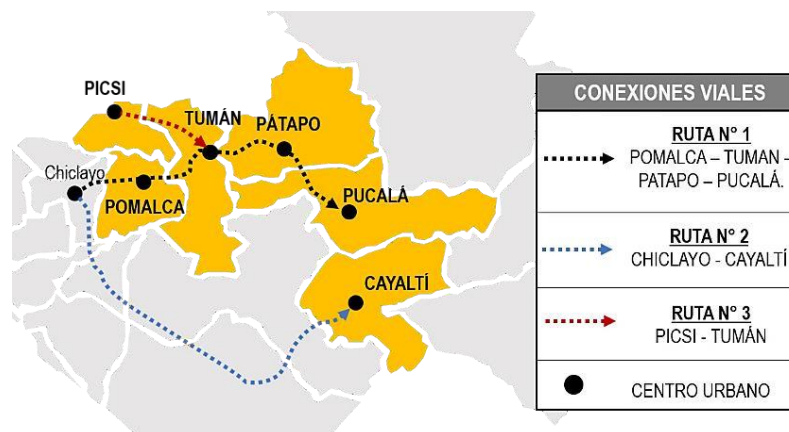 PICSI
TUMÁN
PÁTAPO
Chiclayo
POMALCA
PUCALÁ
CAYALTÍ
CONEXIONES VIALES
RUTA N° 1
POMALCA – TUMAN –
PATAPO – PUCALÁ.
RUTA N° 2
CHICLAYO - CAYALTÍ
RUTA N° 3
PICSI - TUMÁN
CENTRO URBANO